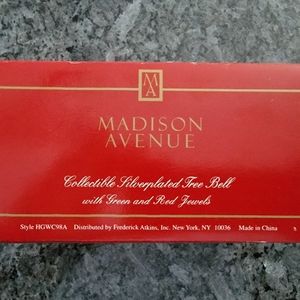 M
A
MADISON
AVENUE
Collectible Silverplated Tree Bell
with Green and Red Jewels
Style HGWC98A Distributed by Frederick Atkins, Inc. New York, NY 10036 Made in China